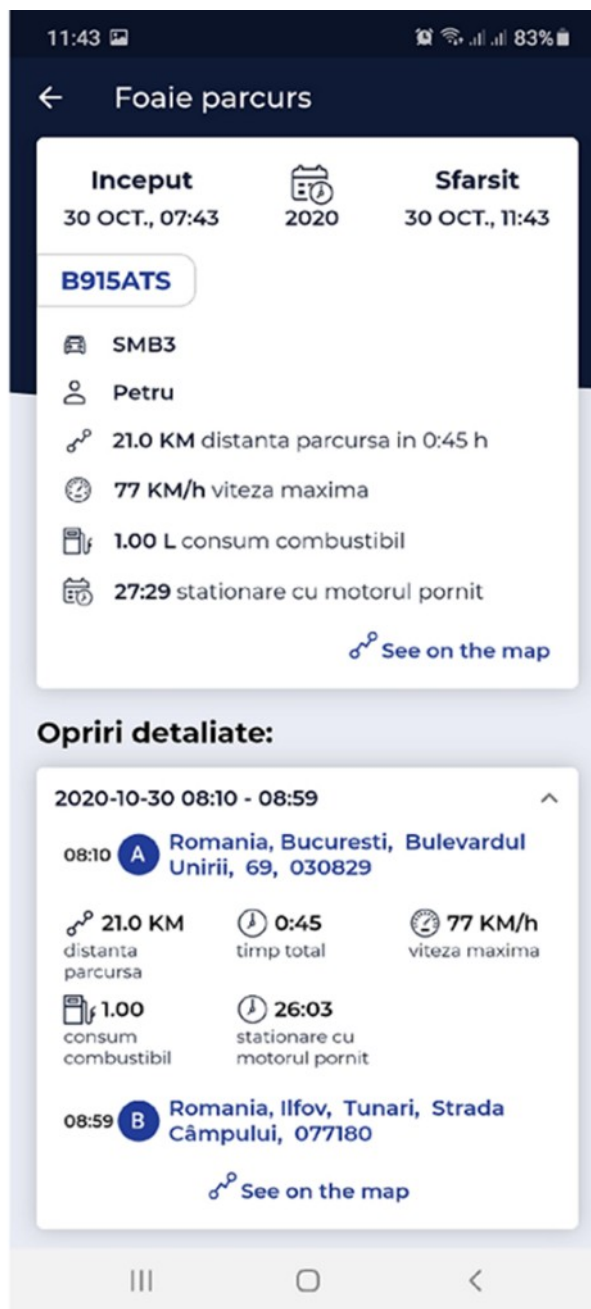 11:43 83%
Foaie parcurs
Inceput Sfarsit
30 OCT., 07:43 2020 30 OCT., 11:43
B915ATS
SMB3
Petru
21.0 KM distanta parcursa in 0:45 h
77 KM/h viteza maxima
1.00 L consum combustibil
27:29 stationare cu motorul pornit
See on the map
Opriri detaliate:
2020-10-30 08:10 - 08:59
08:10 A Romania, Bucuresti, Bulevardul
Unirii, 69, 030829
21.0 KM 0:45 77 KM/h
distanta timp total viteza maxima
parcursa
1.00 26:03
consum stationare cu
combustibil motorul pornit
08:59 B Romania, Ilfov, Tunari, Strada
Câmpului, 077180
See on the map